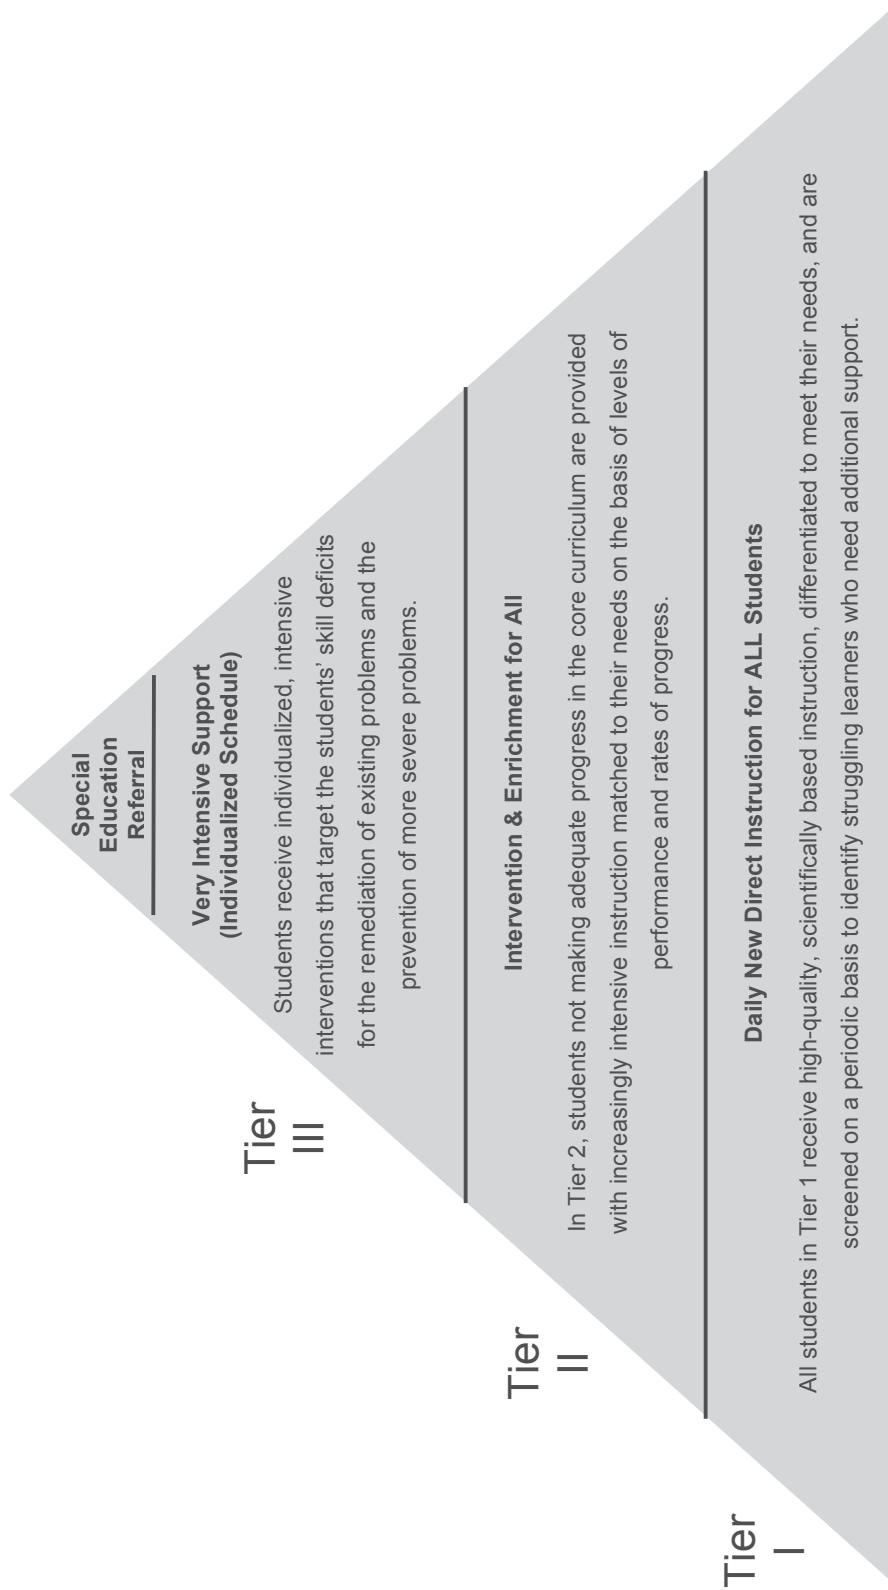 Special
Education
Referral
Very Intensive Support
(Individualized Schedule)
Students receive individualized, intensive
interventions that target the students’ skill deficits
for the remediation of existing problems and the
prevention of more severe problems.
Tier
III
Intervention & Enrichment for All
In Tier 2, students not making adequate progress in the core curriculum are provided
with increasingly intensive instruction matched to their needs on the basis of levels of
performance and rates of progress.
Tier
II
Daily New Direct Instruction for ALL Students
All students in Tier 1 receive high-quality, scientifically based instruction, differentiated to meet their needs, and are
screened on a periodic basis to identify struggling learners who need additional support.
Tier
I